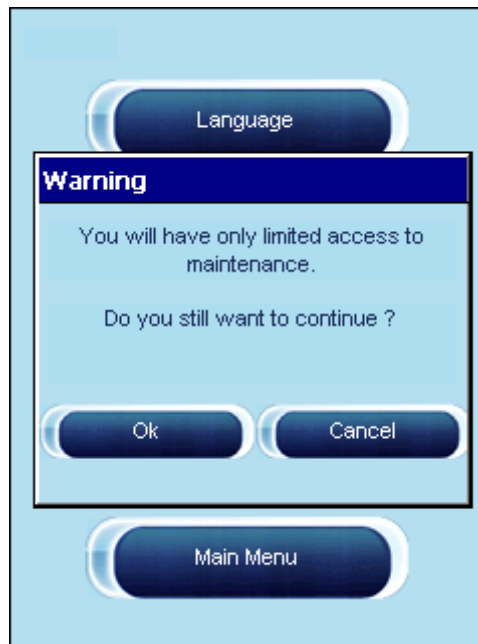 Language
Warning
You will have only limited access to
maintenance.
Do you still want to continue ?
Ok
Cancel
Main Menu